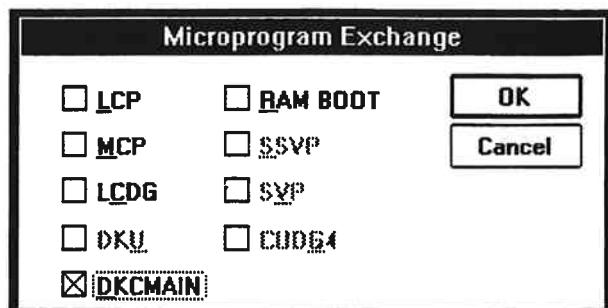 Microprogram Exchange
LCP RAM BOOT OK
MCP SSVP Cancel
LCDG SVP
DKU CUDG4
DKCMAIN